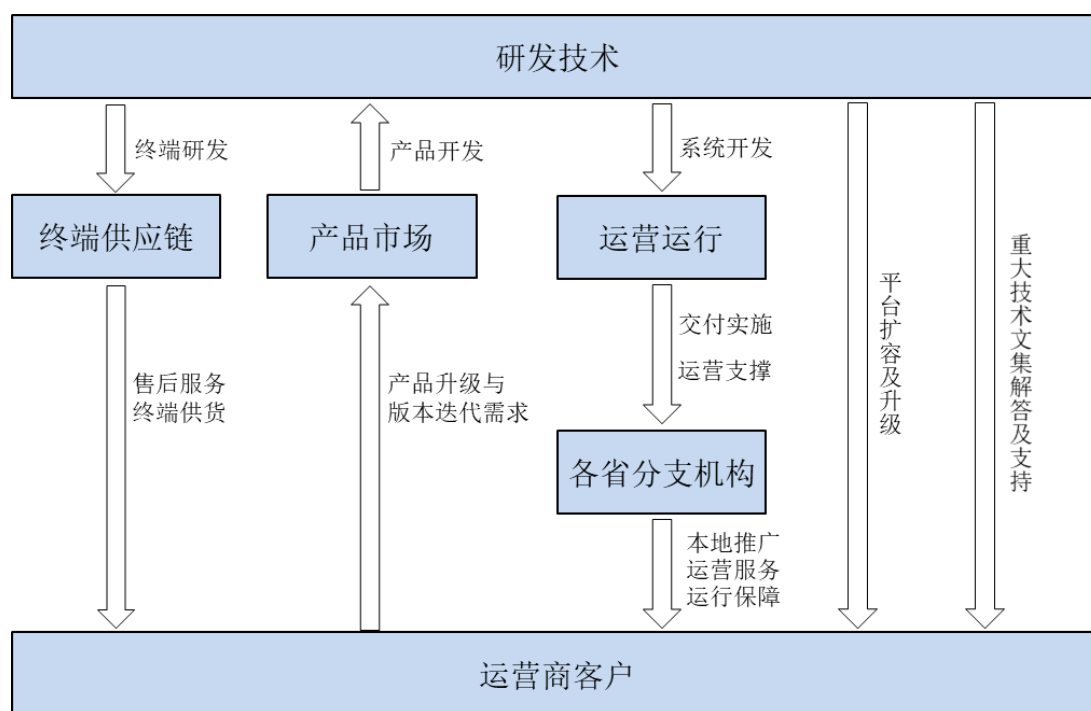 研发技术
终端研发
产品开发
系统开发
终端供应链
产品市场
运营运行
交付实施
运营支撑
售后服务
终端供货
产品升级与
版本迭代需求
平台扩容及升级
重大技术文集解答及支持
各省分支机构
本地推广
运营服务
运行保障
运营商客户